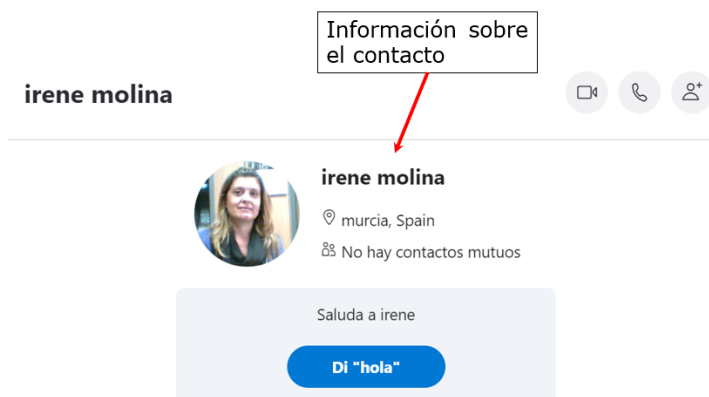 Información sobre
el contacto
irene molina
irene molina
murcia, Spain
No hay contactos mutuos
Saluda a irene
Di "hola"